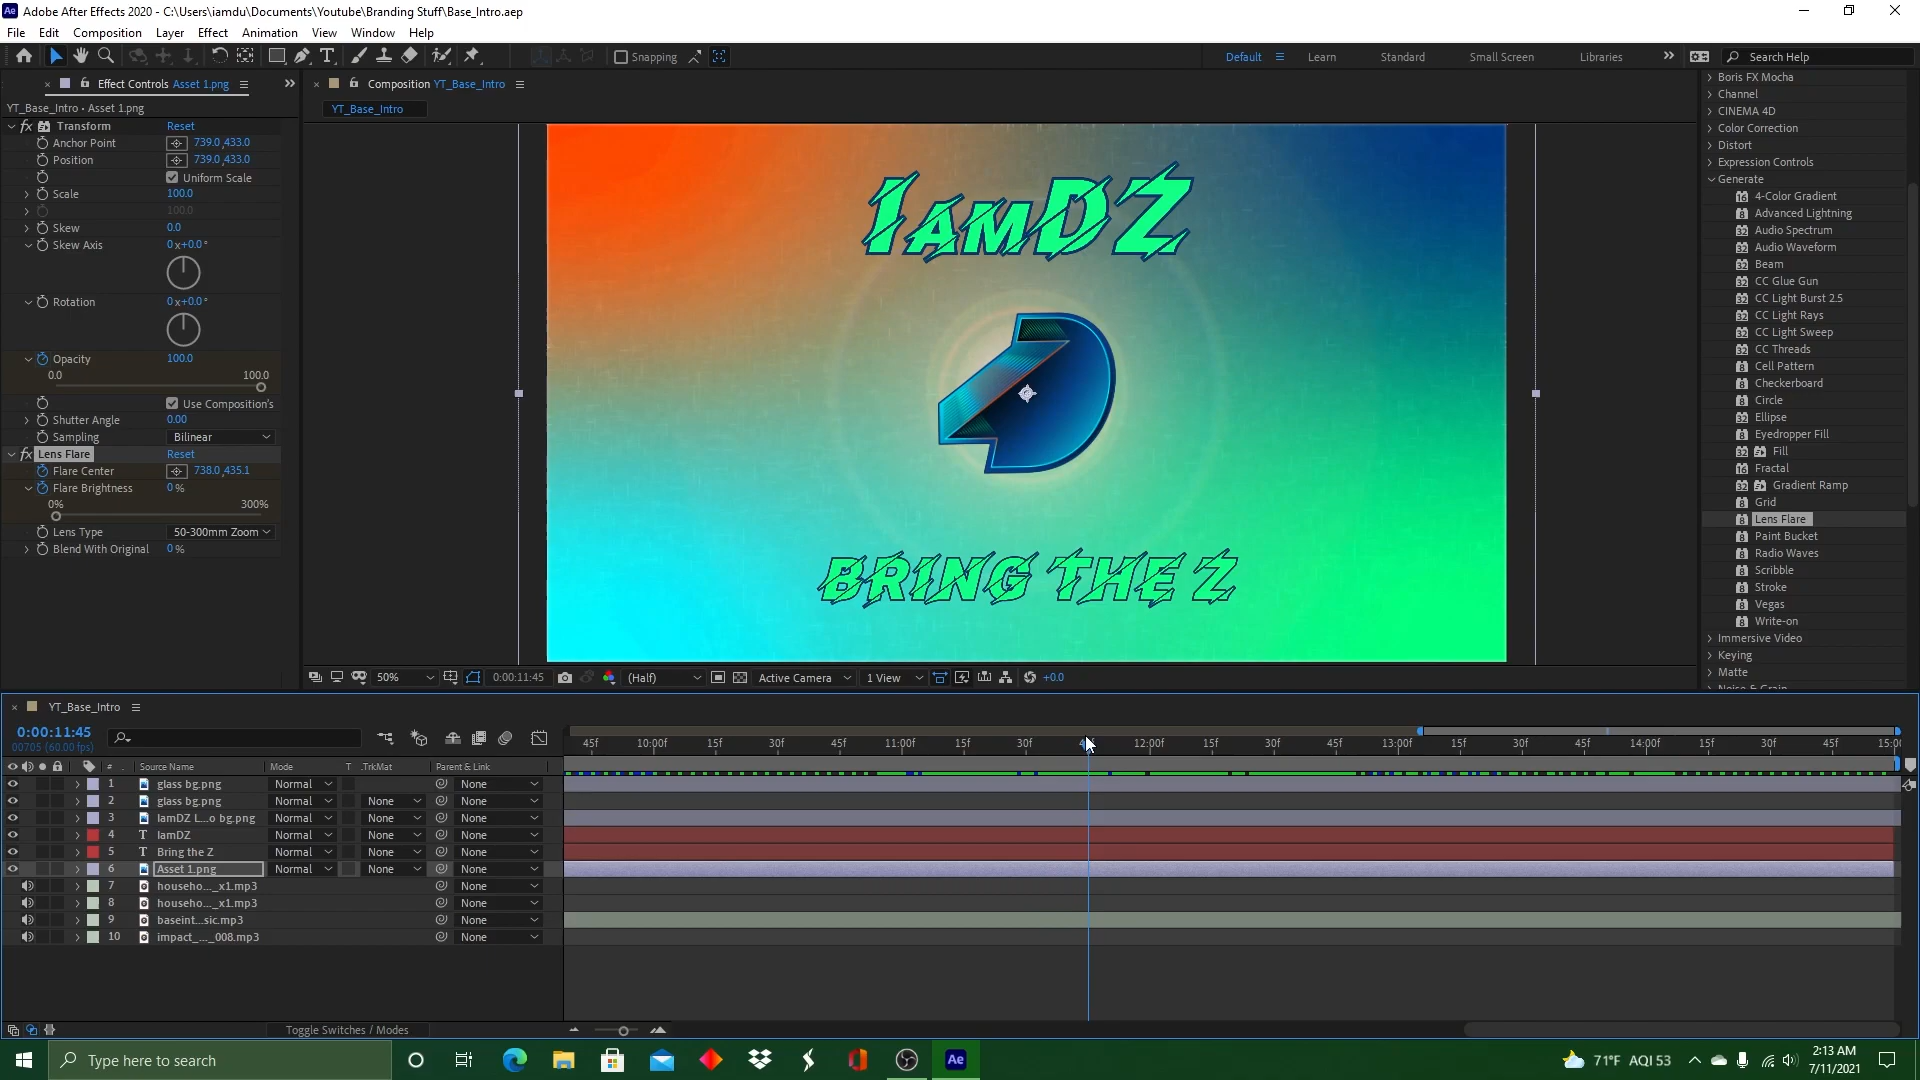 Adobe After Effects 2020 - C:\Users\iamdu\Documents\Youtube\Branding Stuff\Base_Intro.aep
File Edit Composition Layer Effect Animation View Window Help
Snapping
Default Learn Standard Small Screen Libraries Search Help
Effect Controls Asset 1.png
YT_Base_Intro • Asset 1.png
Transform Reset
Anchor Point 739.0,433.0
Position 739.0,433.0
Uniform Scale
Scale 100.0
100.0
Skew 0.0
Skew Axis 0x+0.0°
Rotation 0x+0.0°
Opacity 100.0
0.0 100.0
Use Composition's
Shutter Angle 0.00
Sampling Bilinear
Lens Flare Reset
Flare Center 738.0,435.1
Flare Brightness 0 %
0% 300%
Lens Type 50-300mm Zoom
Blend With Original 0 %
Composition YT_Base_Intro
YT_Base_Intro
IAMDZ
BRING THE Z
50% 0:00:11:45 (Half) Active Camera 1 View +0.0
Boris FX Mocha
Channel
CINEMA 4D
Color Correction
Distort
Expression Controls
Generate
4-Color Gradient
Advanced Lightning
Audio Spectrum
Audio Waveform
Beam
CC Glue Gun
CC Light Burst 2.5
CC Light Rays
CC Light Sweep
CC Threads
Cell Pattern
Checkerboard
Circle
Ellipse
Eyedropper Fill
Fill
Fractal
Gradient Ramp
Grid
Lens Flare
Paint Bucket
Radio Waves
Scribble
Stroke
Vegas
Write-on
Immersive Video
Keying
Matte
Noise & Grain
YT_Base_Intro
0:00:11:45
00705 (60.00 fps)
45f 10:00f 15f 30f 45f 11:00f 15f 30f 12:00f 15f 30f 45f 13:00f 15f 30f 45f 14:00f 15f 30f 45f 15:00
# Source Name Mode T .TrkMat Parent & Link
1 glass bg.png Normal None
2 glass bg.png Normal None None
3 IamDZ L...o bg.png Normal None None
4 T IamDZ Normal None None
5 T Bring the Z Normal None None
6 Asset 1.png Normal None None
7 househo..._x1.mp3 None
8 househo..._x1.mp3 None
9 baseint...sic.mp3 None
10 impact_..._008.mp3 None
Toggle Switches / Modes
Type here to search
71°F AQI 53
2:13 AM
7/11/2021